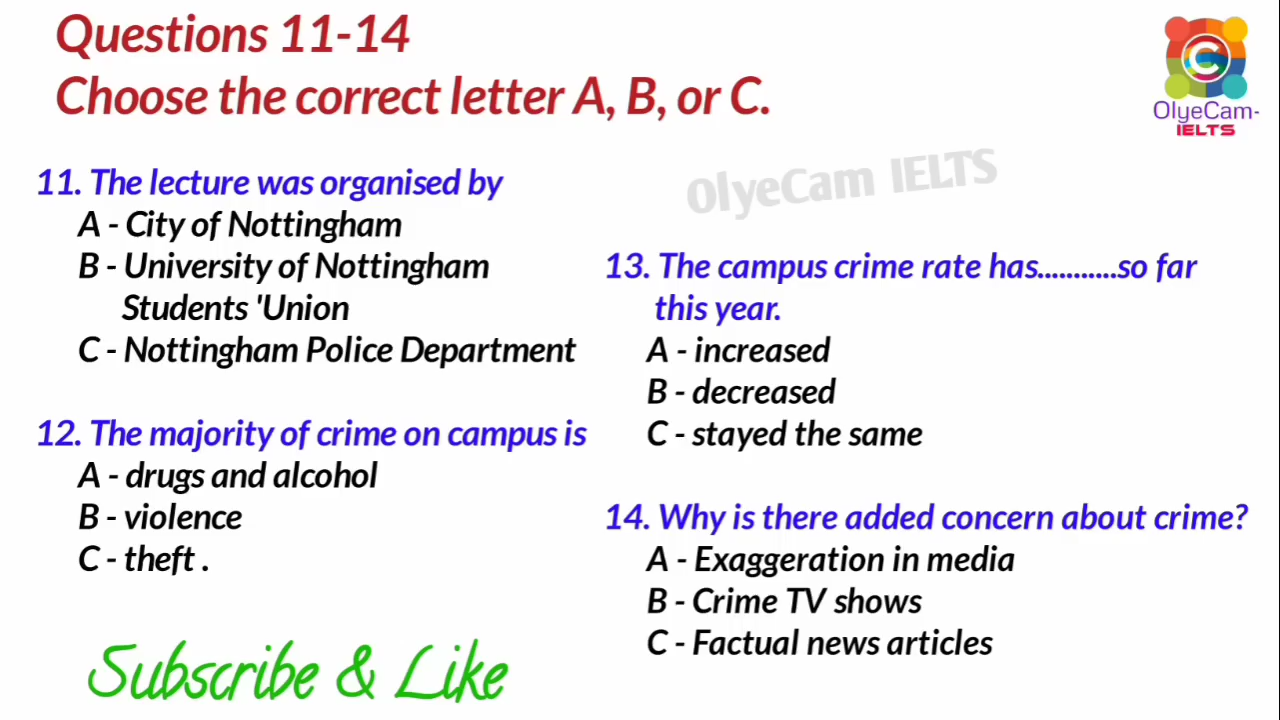 Questions 11-14
Choose the correct letter A, B, or C.
OlyeCam-
IELTS
OlyeCam IELTS
11. The lecture was organised by
A - City of Nottingham
B - University of Nottingham
Students 'Union
C - Nottingham Police Department
12. The majority of crime on campus is
A - drugs and alcohol
B - violence
C - theft .
13. The campus crime rate has...........so far
this year.
A - increased
B - decreased
C - stayed the same
14. Why is there added concern about crime?
A - Exaggeration in media
B - Crime TV shows
C - Factual news articles
Subscribe & Like